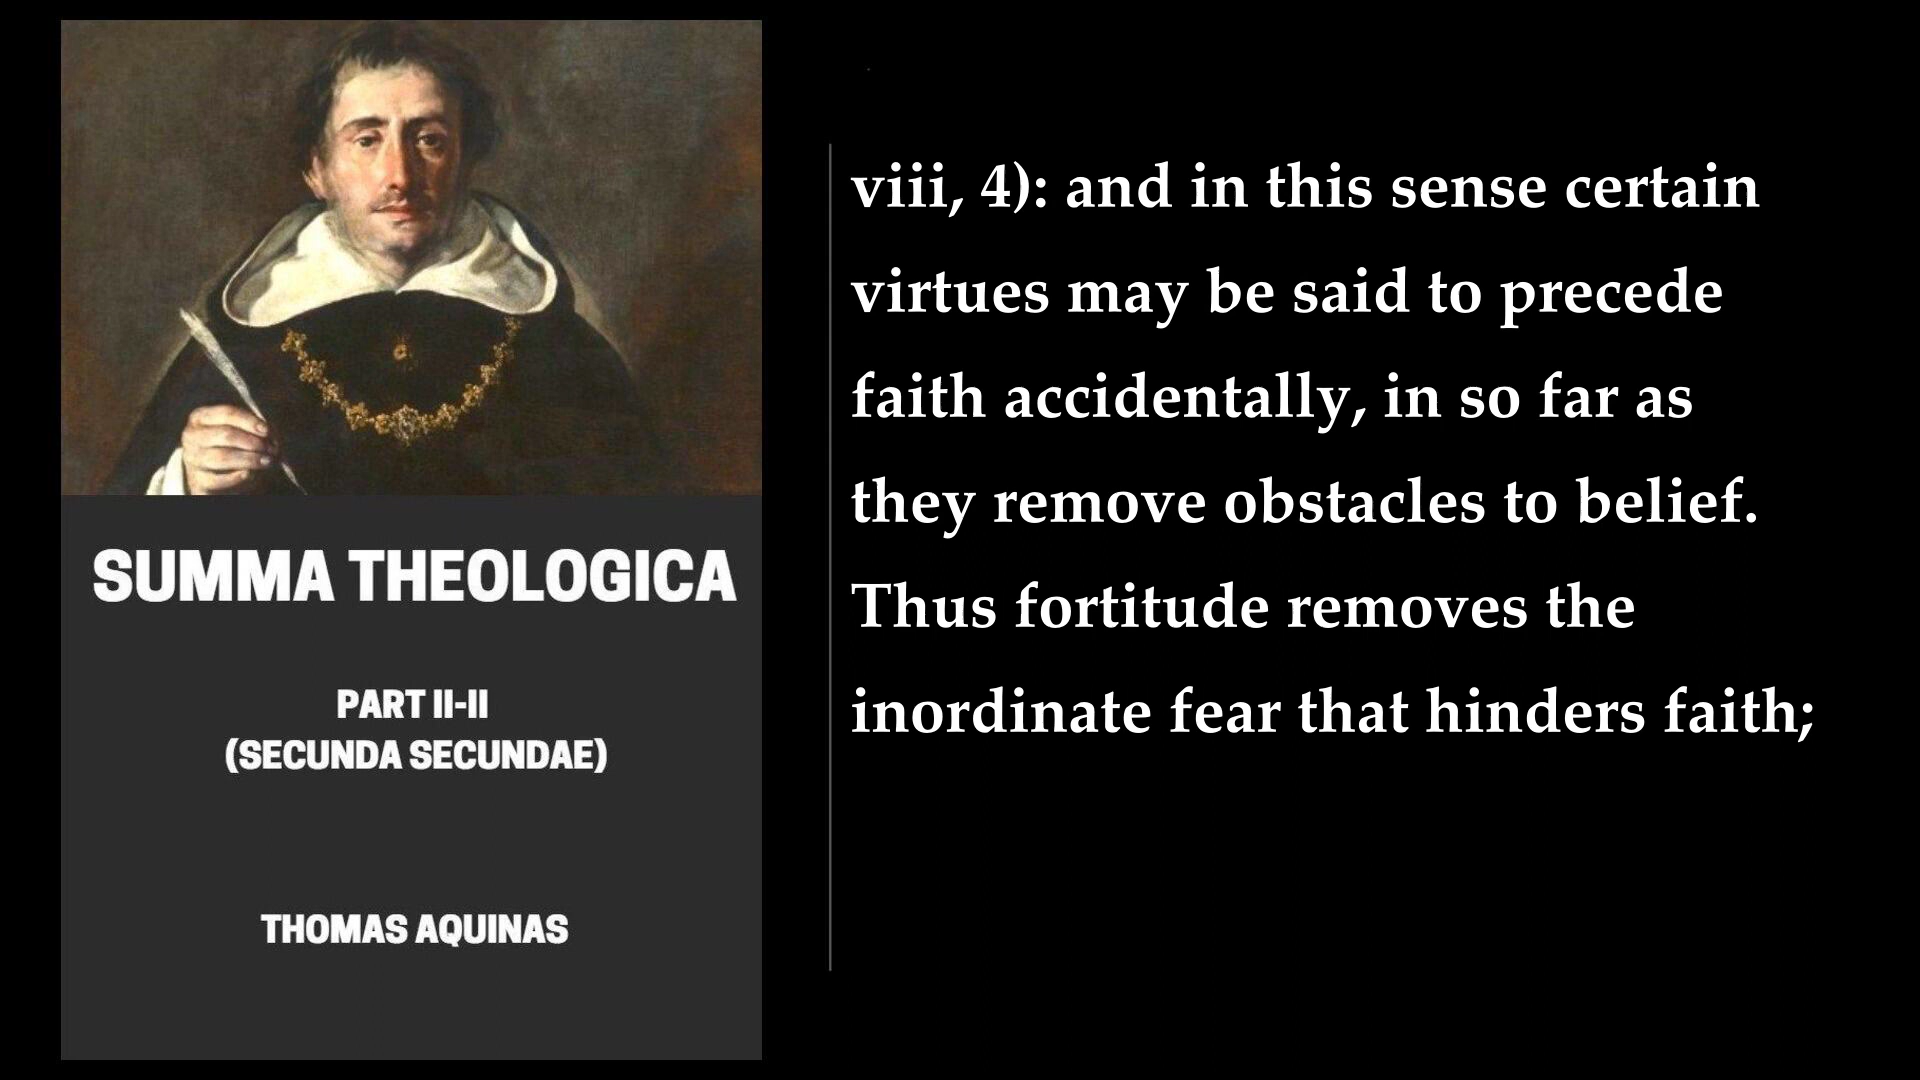 SUMMA THEOLOGICA
PART II-II
(SECUNDA SECUNDAE)
THOMAS AQUINAS
viii, 4): and in this sense certain
virtues may be said to precede
faith accidentally, in so far as
they remove obstacles to belief.
Thus fortitude removes the
inordinate fear that hinders faith;